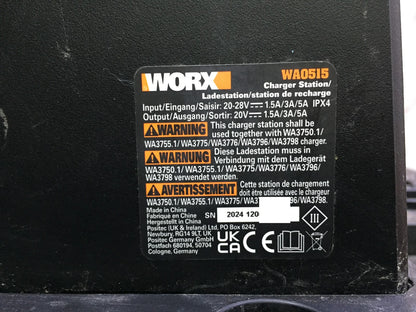 WORX
WA0515
Charger Station/
Ladestation/station de recharge
Input/Eingang/Saisir: 20-28V⎓ 1.5A/3A/5A IPX4
Output/Ausgang/Sortir: 20V⎓ 1.5A/3A/5A
WARNING This charger station shall be
used together with WA3750.1/
WA3755.1/WA3775/WA3776/WA3796/WA3798 charger.
WARNUNG Diese Ladestation muss in
Verbindung mit dem Ladegerät
WA3750.1/WA3755.1/WA3775/WA3776/WA3796/
WA3798 verwendet werden.
AVERTISSEMENT Cette station de chargement
doit être utilisée avec le chargeur
WA3750.1/WA3755.1/WA3775/WA3776/WA3796/WA3798.
Made in China
Fabriqué en Chine
Hergestellt in China
SN 2024 120
Positec (UK & Ireland) Ltd. PO Box 6242,
Newbury, RG14 9LT, UK
Positec Germany GmbH
Postfach 680194, 50704
Cologne, Germany
UK CA
CE
III